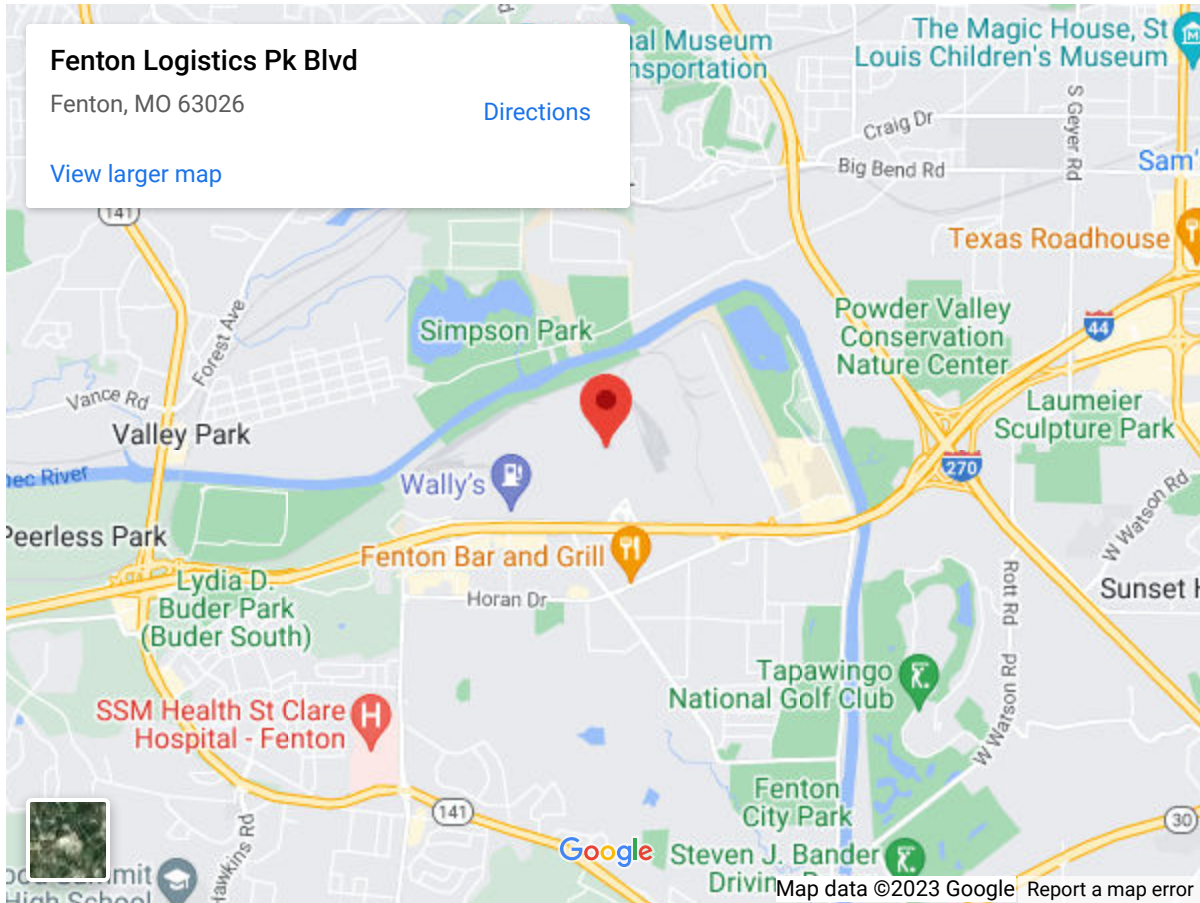 Fenton Logistics Pk Blvd
Fenton, MO 63026
Directions
View larger map
Museum
The Magic House, St
Louis Children's Museum
Craig Dr
Big Bend Rd
S Geyer Rd
Sam'
141
Texas Roadhouse
Forest Ave
Simpson Park
Powder Valley
Conservation
Nature Center
44
Vance Rd
Valley Park
Laumeier
Sculpture Park
270
River
Wally's
W Watson Rd
Peerless Park
Fenton Bar and Grill
Lydia D.
Buder Park
(Buder South)
Horan Dr
Rott Rd
Sunset
Tapawingo
National Golf Club
W Watson Rd
SSM Health St Clare
Hospital - Fenton
Fenton
City Park
141
30
Hawkins Rd
Google
Steven J. Bander
High School
Map data ©2023 Google
Report a map error